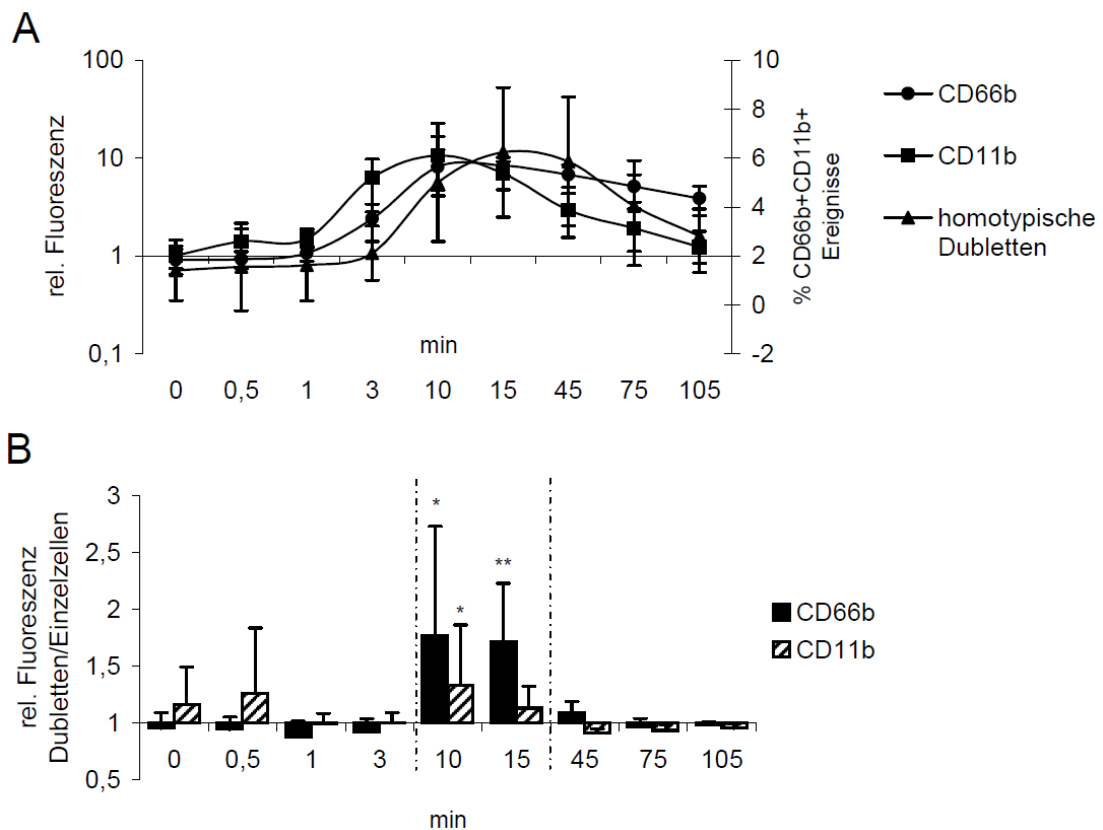 A
100
10
1
0,1
rel. Fluoreszenz
10
8
6
4
2
0
-2
% CD66b+CD11b+
Ereignisse
min
0 0,5 1 3 10 15 45 75 105
CD66b
CD11b
homotypische
Dubletten
B
3
2,5
2
1,5
1
0,5
rel. Fluoreszenz
Dubletten/Einzelzellen
*
*
**
0 0,5 1 3 10 15 45 75 105
min
CD66b
CD11b